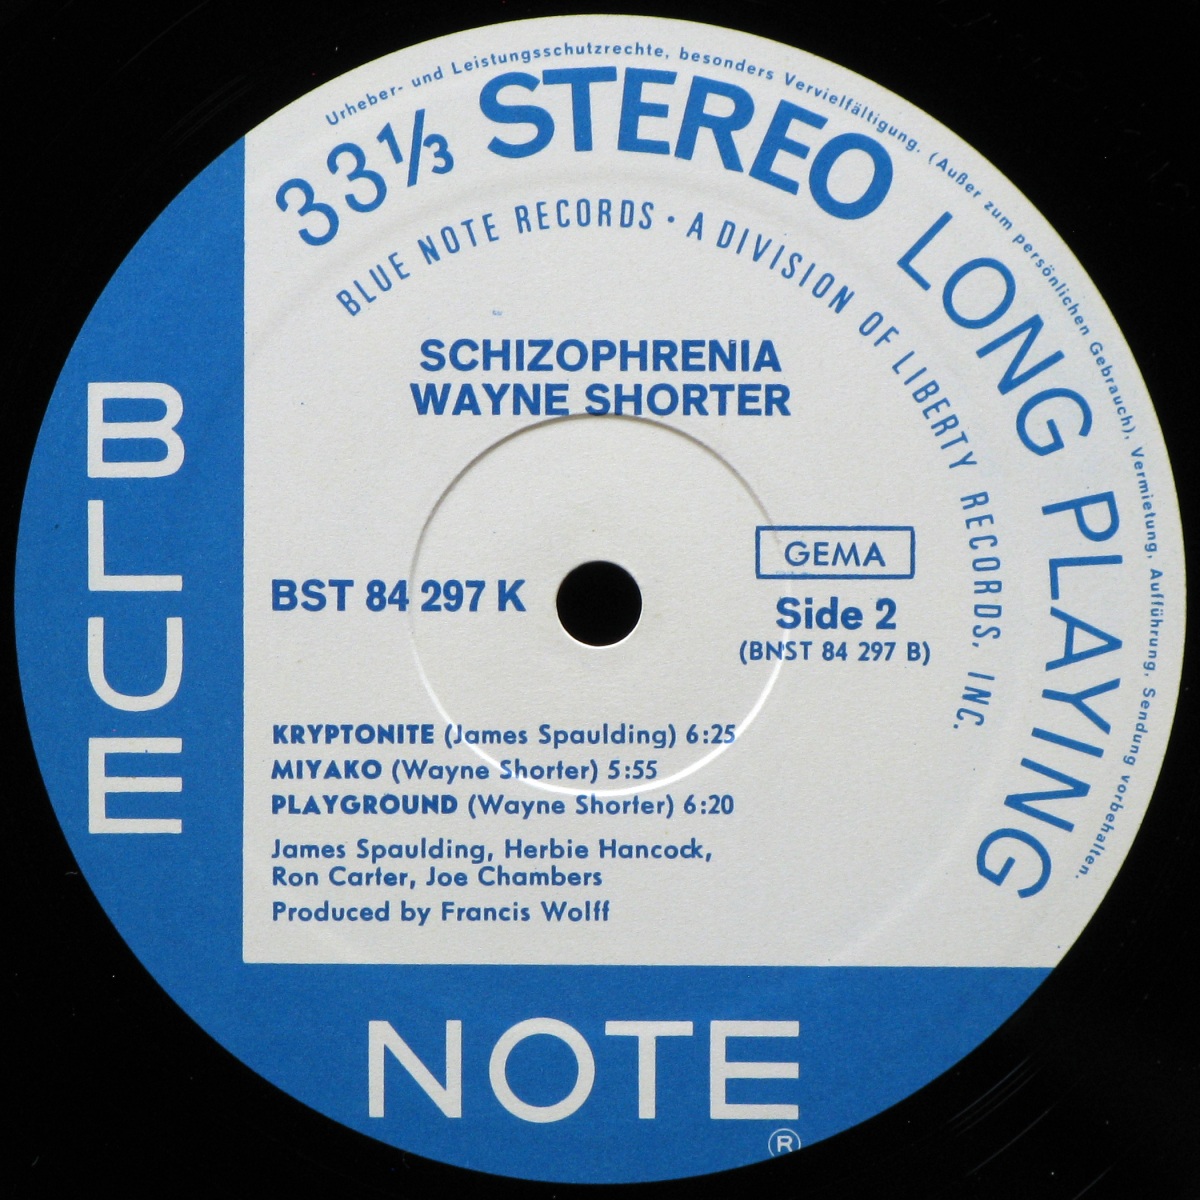 Urheber- und Leistungsschutzrechte, besonders Vervielfältigung. (Außer zum persönlichen Gebrauch), Vermietung, Aufführung, Sendung vorbehalten.
33⅓ STEREO LONG PLAYING
BLUE NOTE RECORDS · A DIVISION OF LIBERTY RECORDS, INC.
SCHIZOPHRENIA
WAYNE SHORTER
BST 84 297 K
GEMA
Side 2
(BNST 84 297 B)
KRYPTONITE (James Spaulding) 6:25
MIYAKO (Wayne Shorter) 5:55
PLAYGROUND (Wayne Shorter) 6:20
James Spaulding, Herbie Hancock,
Ron Carter, Joe Chambers
Produced by Francis Wolff
BLUE
NOTE
®